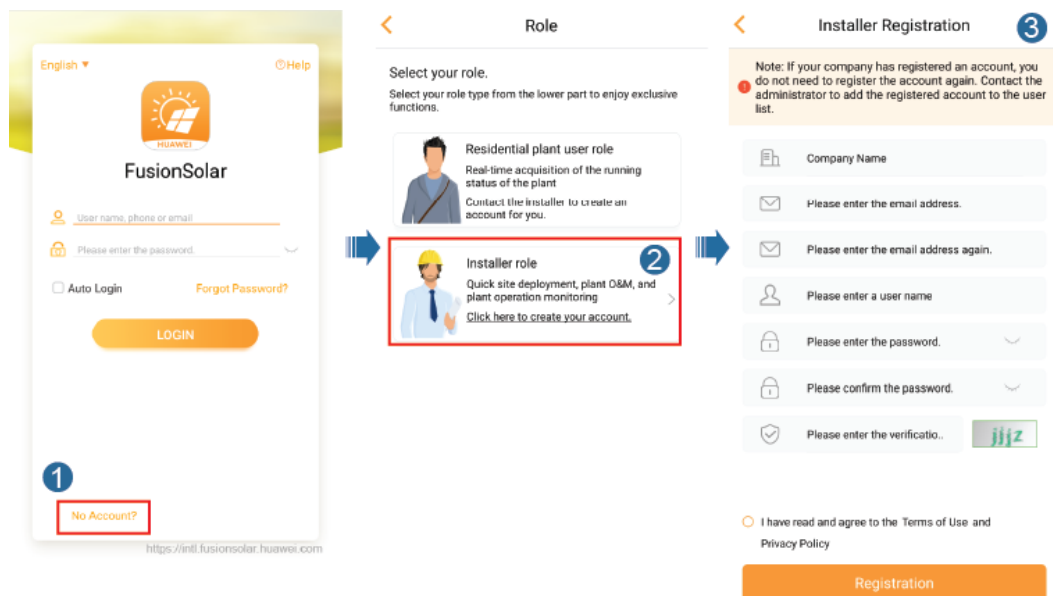 English ▼
Help
HUAWEI
FusionSolar
User name, phone or email
Please enter the password.
Auto Login
Forgot Password?
LOGIN
1
No Account?
https://intl.fusionsolar.huawei.com
Role
Select your role.
Select your role type from the lower part to enjoy exclusive
functions.
Residential plant user role
Real-time acquisition of the running
status of the plant
Contact the installer to create an
account for you.
2
Installer role
Quick site deployment, plant O&M, and
plant operation monitoring
Click here to create your account.
Installer Registration
3
Note: If your company has registered an account, you
do not need to register the account again. Contact the
administrator to add the registered account to the user
list.
Company Name
Please enter the email address.
Please enter the email address again.
Please enter a user name
Please enter the password.
Please confirm the password.
Please enter the verificatio..
jjjz
I have read and agree to the Terms of Use and
Privacy Policy
Registration